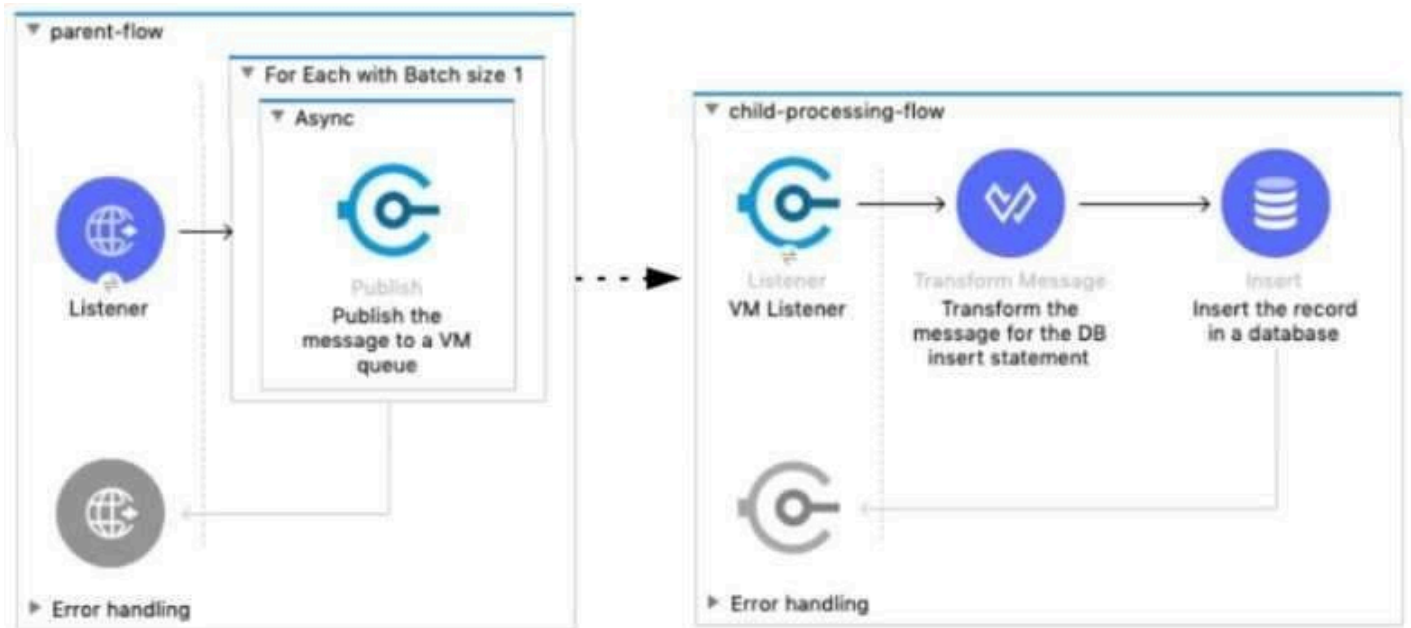 parent-flow
For Each with Batch size 1
Async
Listener
Publish
Publish the
message to a VM
queue
Error handling
child-processing-flow
Listener
VM Listener
Transform Message
Transform the
message for the DB
insert statement
Insert
Insert the record
in a database
Error handling